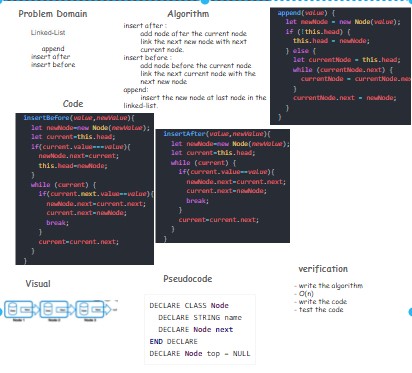 Problem Domain
Linked-List
append
insert after
insert before
Algorithm
insert after :
add node after the current node
link the next new node with next
current node.
insert before :
add node before the current node
link the next current node with the
next new node
append:
insert the new node at last node in the
linked-list.
append(value) {
let newNode = new Node(value);
if (!this.head) {
this.head = newNode;
} else {
let currentNode = this.head;
while (currentNode.next) {
currentNode = currentNode.nex
}
currentNode.next = newNode;
}
}
Code
insertBefore(value,newValue){
let newNode=new Node(newValue);
let current=this.head;
if(current.value===value){
newNode.next=current;
this.head=newNode;
}
while (current) {
if(current.next.value==value){
newNode.next=current.next;
current.next=newNode;
break;
}
current=current.next;
}
}
insertAfter(value,newValue){
let newNode=new Node(newValue);
let current=this.head;
while (current) {
if(current.value==value){
newNode.next=current.next;
current.next=newNode;
break;
}
current=current.next;
}
}
Visual
Node 1
Node 2
Node 3
Pseudocode
DECLARE CLASS Node
DECLARE STRING name
DECLARE Node next
END DECLARE
DECLARE Node top = NULL
verification
- write the algorithm
- O(n)
- write the code
- test the code